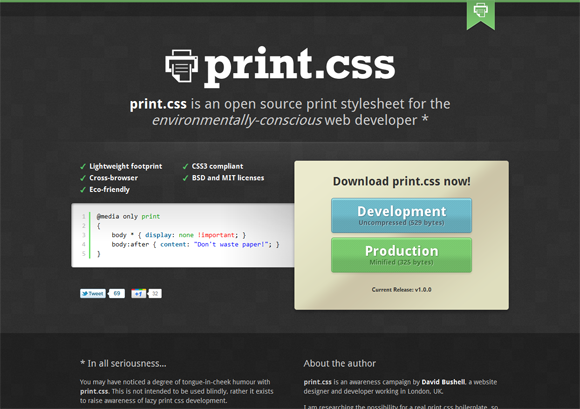 print.css
print.css is an open source print stylesheet for the
environmentally-conscious web developer *
✓ Lightweight footprint
✓ Cross-browser
✓ Eco-friendly
✓ CSS3 compliant
✓ BSD and MIT licenses
1 @media only print
2 {
3 body * { display: none !important; }
4 body:after { content: "Don't waste paper!"; }
5 }
Tweet 69
+f 32
Download print.css now!
Development
Uncompressed (529 bytes)
Production
Minified (325 bytes)
Current Release: v1.0.0
* In all seriousness...
You may have noticed a degree of tongue-in-cheek humour with
print.css. This is not intended to be used blindly, rather it exists
to raise awareness of lazy print css development.
About the author
print.css is an awareness campaign by David Bushell, a website
designer and developer working in London, UK.
I am researching the possibility for a real print css boilerplate, so